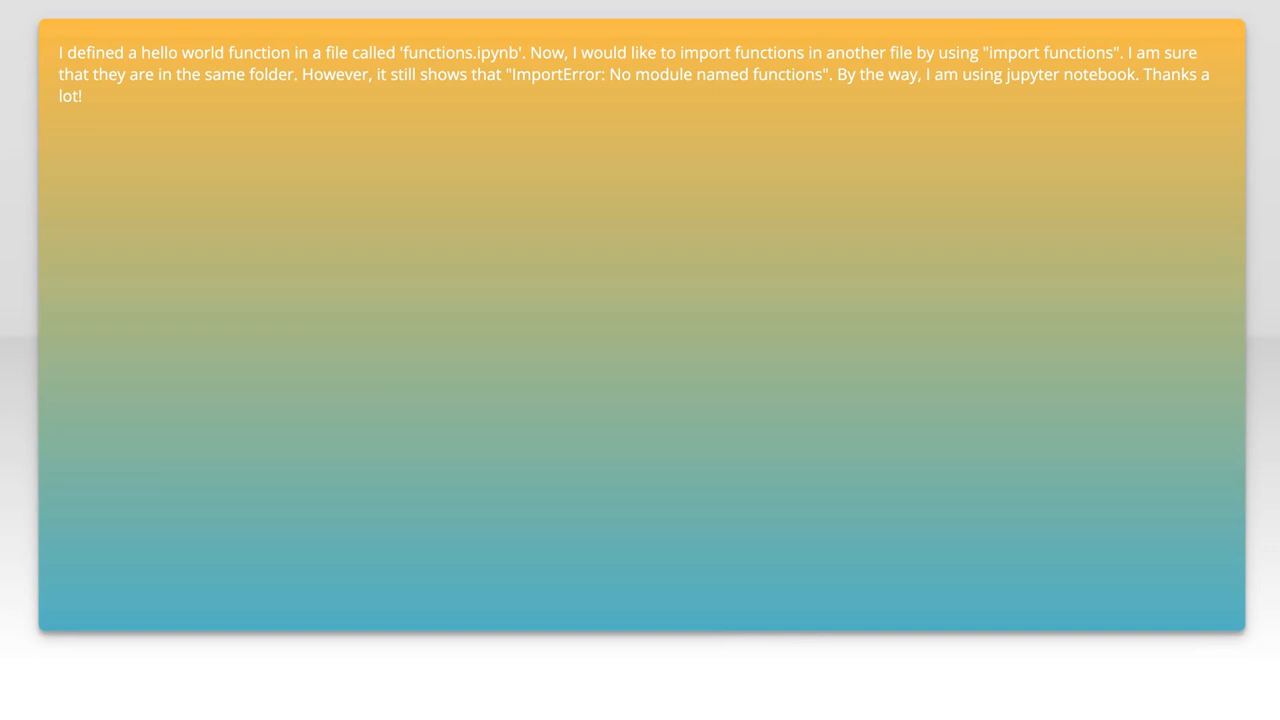 I defined a hello world function in a file called 'functions.ipynb'. Now, I would like to import functions in another file by using "import functions". I am sure
that they are in the same folder. However, it still shows that "ImportError: No module named functions". By the way, I am using jupyter notebook. Thanks a
lot!